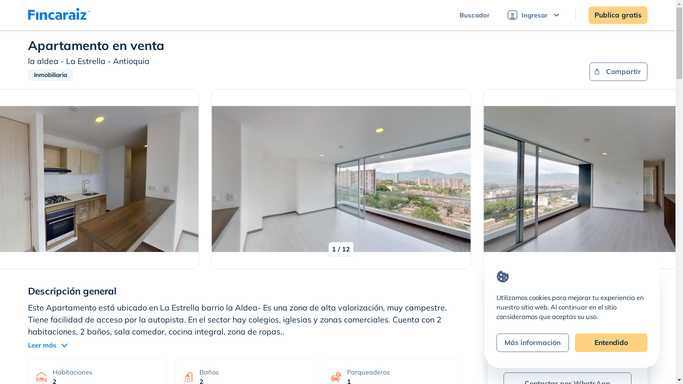 Fincaraiz
Buscador
Ingresar
Publica gratis
Apartamento en venta
la aldea - La Estrella - Antioquia
Inmobiliaria
Compartir
1 / 12
Descripción general
Este Apartamento está ubicado en La Estrella barrio la Aldea- Es una zona de alta valorización, muy campestre.
Tiene facilidad de acceso por la autopista. En el sector hay colegios, iglesias y zonas comerciales. Cuenta con 2
habitaciones, 2 baños, sala comedor, cocina integral, zona de ropas..
Leer más
Habitaciones
2
Baños
2
Parqueaderos
1
Utilizamos cookies para mejorar tu experiencia en
nuestro sitio web. Al continuar en el sitio
consideramos que aceptas su uso.
Más información
Entendido
Contactar por WhatsApp